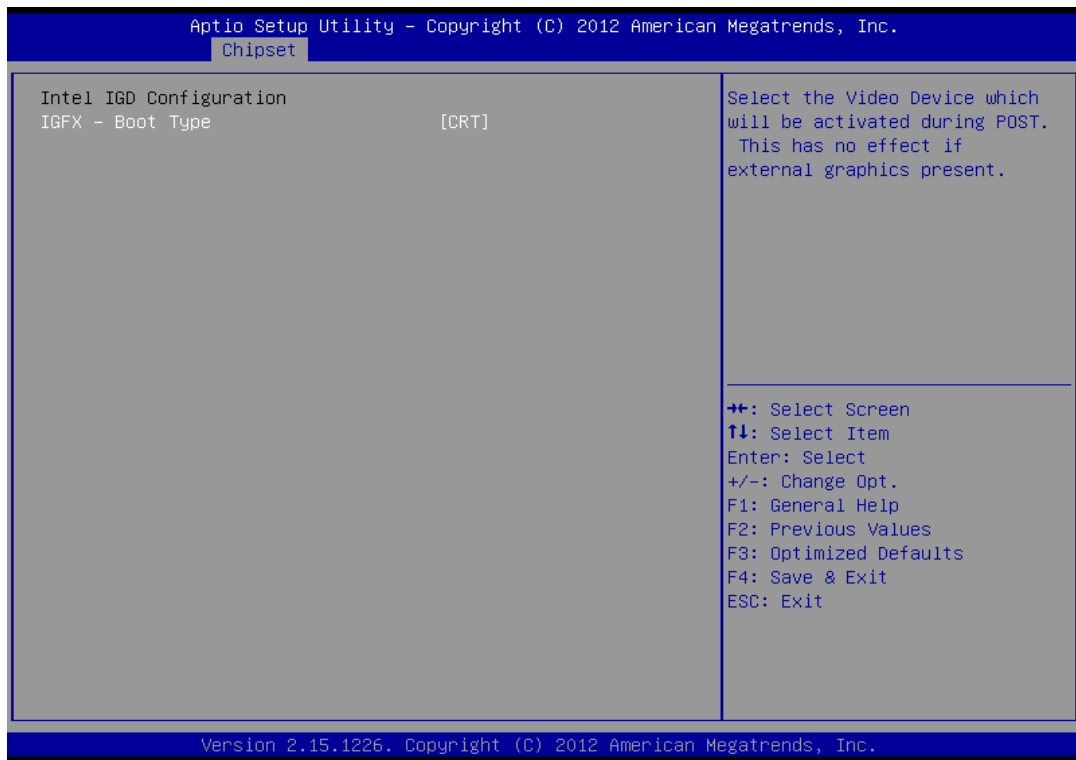 Aptio Setup Utility – Copyright (C) 2012 American Megatrends, Inc.
Chipset
Intel IGD Configuration
IGFX – Boot Type [CRT]
Select the Video Device which
will be activated during POST.
This has no effect if
external graphics present.
→←: Select Screen
↑↓: Select Item
Enter: Select
+/-: Change Opt.
F1: General Help
F2: Previous Values
F3: Optimized Defaults
F4: Save & Exit
ESC: Exit
Version 2.15.1226. Copyright (C) 2012 American Megatrends, Inc.